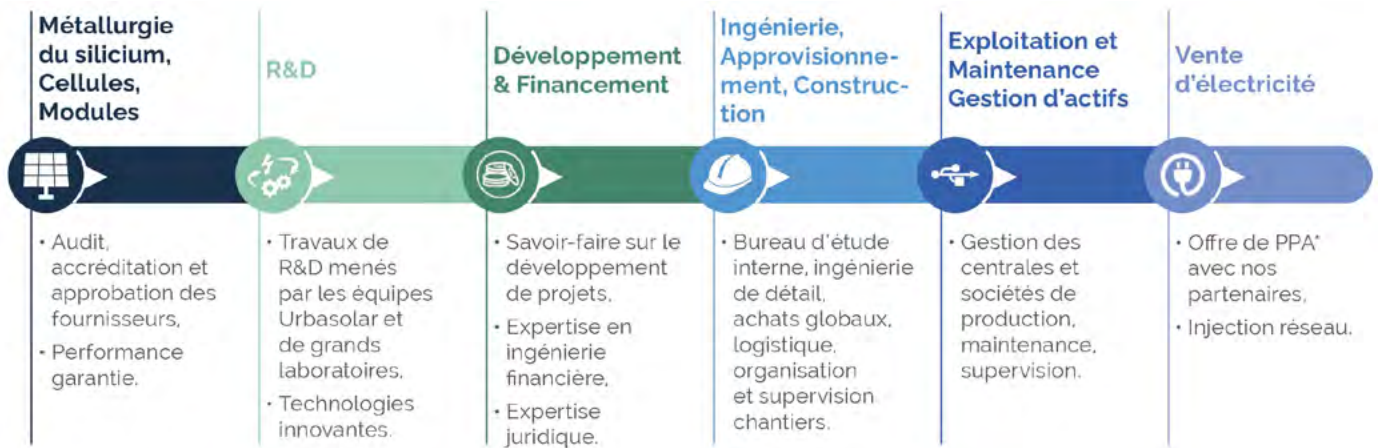 Métallurgie
du silicium,
Cellules,
Modules
• Audit,
accréditation et
approbation des
fournisseurs,
• Performance
garantie.
R&D
• Travaux de
R&D menés
par les équipes
Urbasolar et
de grands
laboratoires,
• Technologies
innovantes.
Développement
& Financement
• Savoir-faire sur le
développement
de projets,
• Expertise en
ingénierie
financière,
• Expertise
juridique.
Ingénierie,
Approvisionne-
ment, Construc-
tion
• Bureau d'étude
interne, ingénierie
de détail,
achats globaux,
logistique,
organisation
et supervision
chantiers.
Exploitation et
Maintenance
Gestion d'actifs
• Gestion des
centrales et
sociétés de
production,
maintenance,
supervision.
Vente
d'électricité
• Offre de PPA*
avec nos
partenaires,
• Injection réseau.